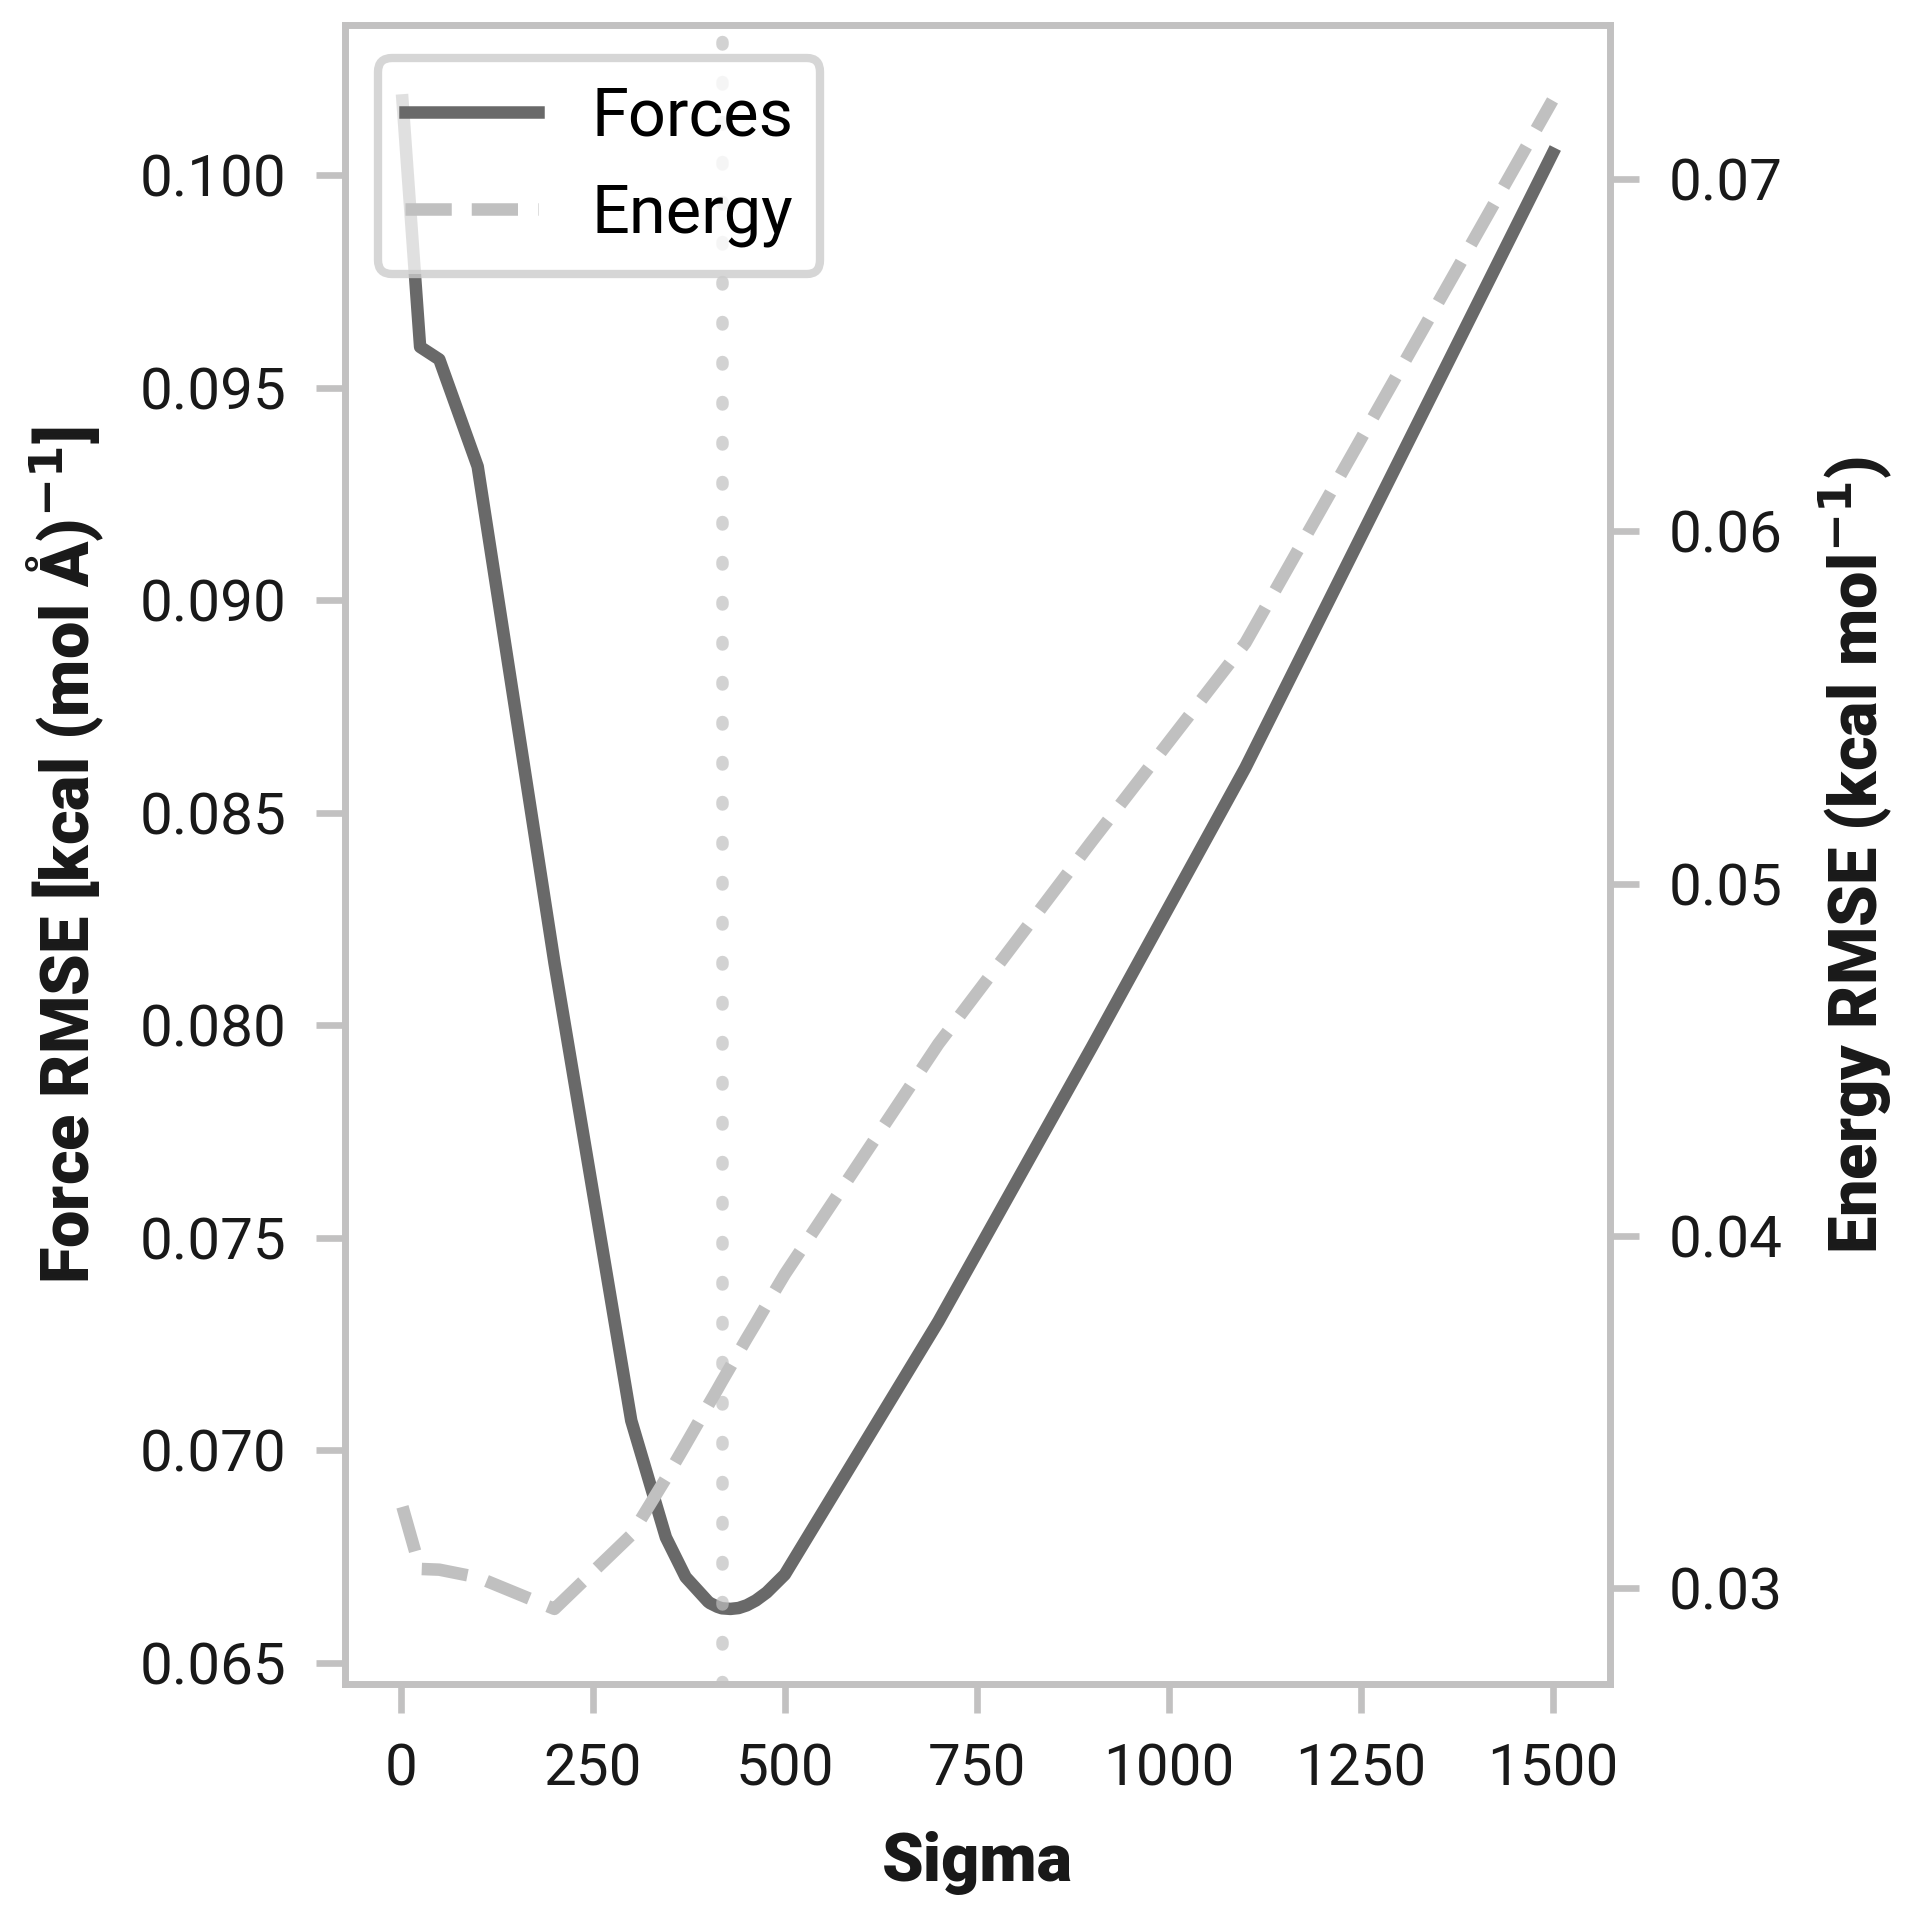 Forces
Energy
0.100
0.095
0.090
0.085
0.080
0.075
0.070
0.065
Force RMSE [kcal (mol Å)⁻¹]
0.07
0.06
0.05
0.04
0.03
Energy RMSE (kcal mol⁻¹)
0 250 500 750 1000 1250 1500
Sigma